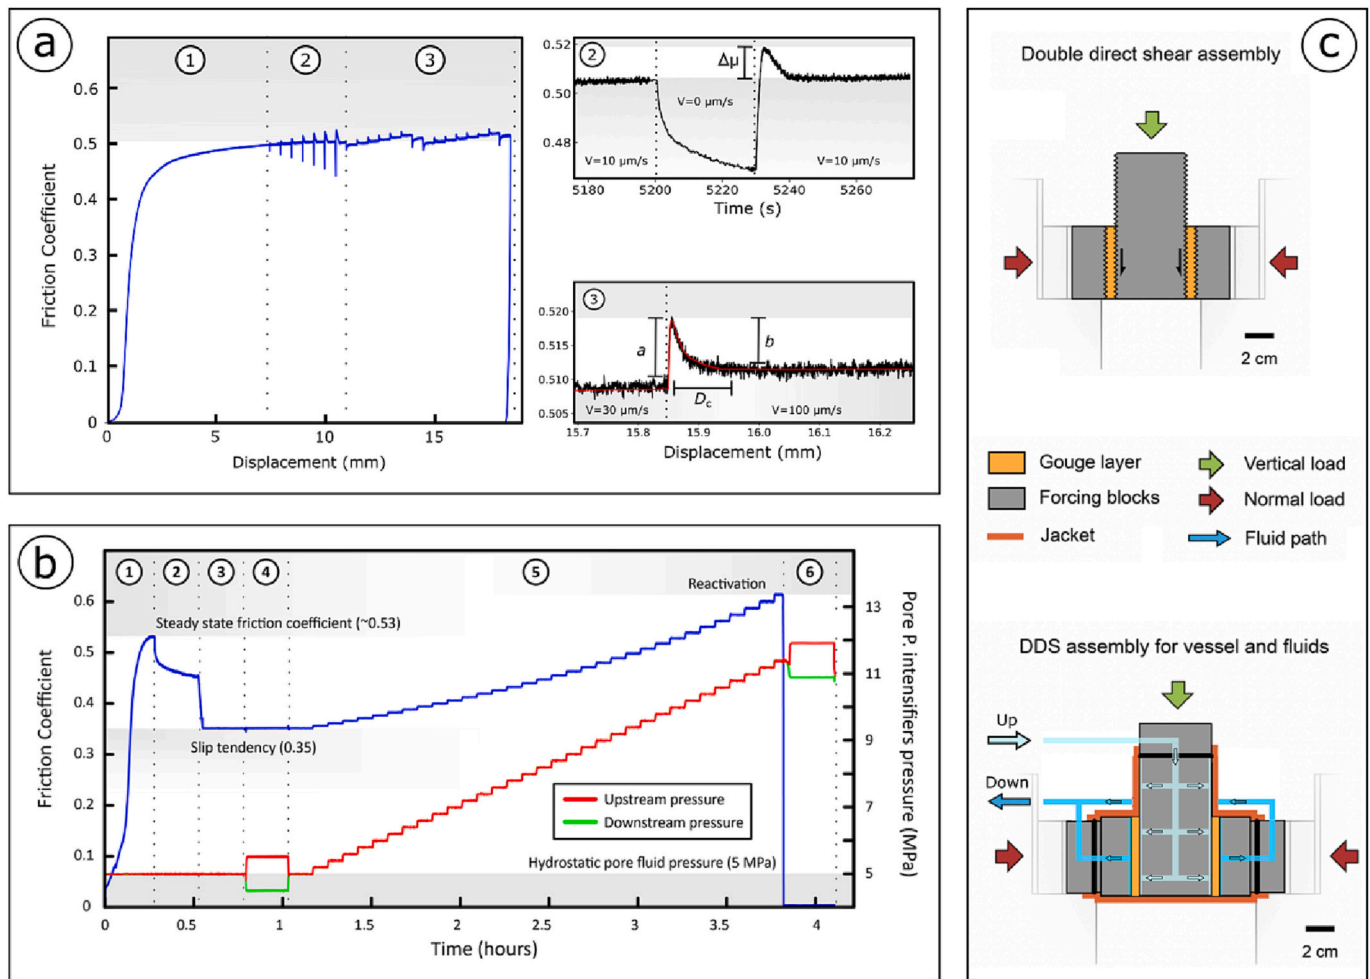 a
1
2
3
0.6
0.5
0.4
0.3
0.2
0.1
0
Friction Coefficient
0
5
10
15
Displacement (mm)
2
Δμ
0.50
0.48
V=0 μm/s
V=10 μm/s
V=10 μm/s
5180
5200
5220
5240
5260
Time (s)
3
0.520
0.515
0.510
0.505
a
b
Dc
V=30 μm/s
V=100 μm/s
15.7
15.8
15.9
16.0
16.1
16.2
Displacement (mm)
b
1
2
3
4
5
6
Reactivation
Steady state friction coefficient (~0.53)
Slip tendency (0.35)
Upstream pressure
Downstream pressure
Hydrostatic pore fluid pressure (5 MPa)
0.6
0.5
0.4
0.3
0.2
0.1
0
Friction Coefficient
13
11
9
7
5
Pore P. intensifiers pressure (MPa)
0
0.5
1
1.5
2
2.5
3
3.5
4
Time (hours)
c
Double direct shear assembly
2 cm
Gouge layer
Vertical load
Forcing blocks
Normal load
Jacket
Fluid path
DDS assembly for vessel and fluids
Up
Down
2 cm